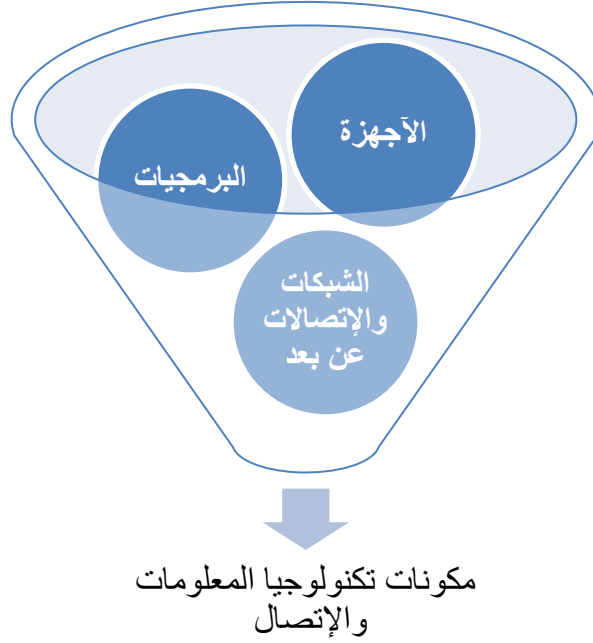 الآجهزة
البرمجيات
الشبكات
والإتصالات
عن بعد
مكونات تكنولوجيا المعلومات
والإتصال